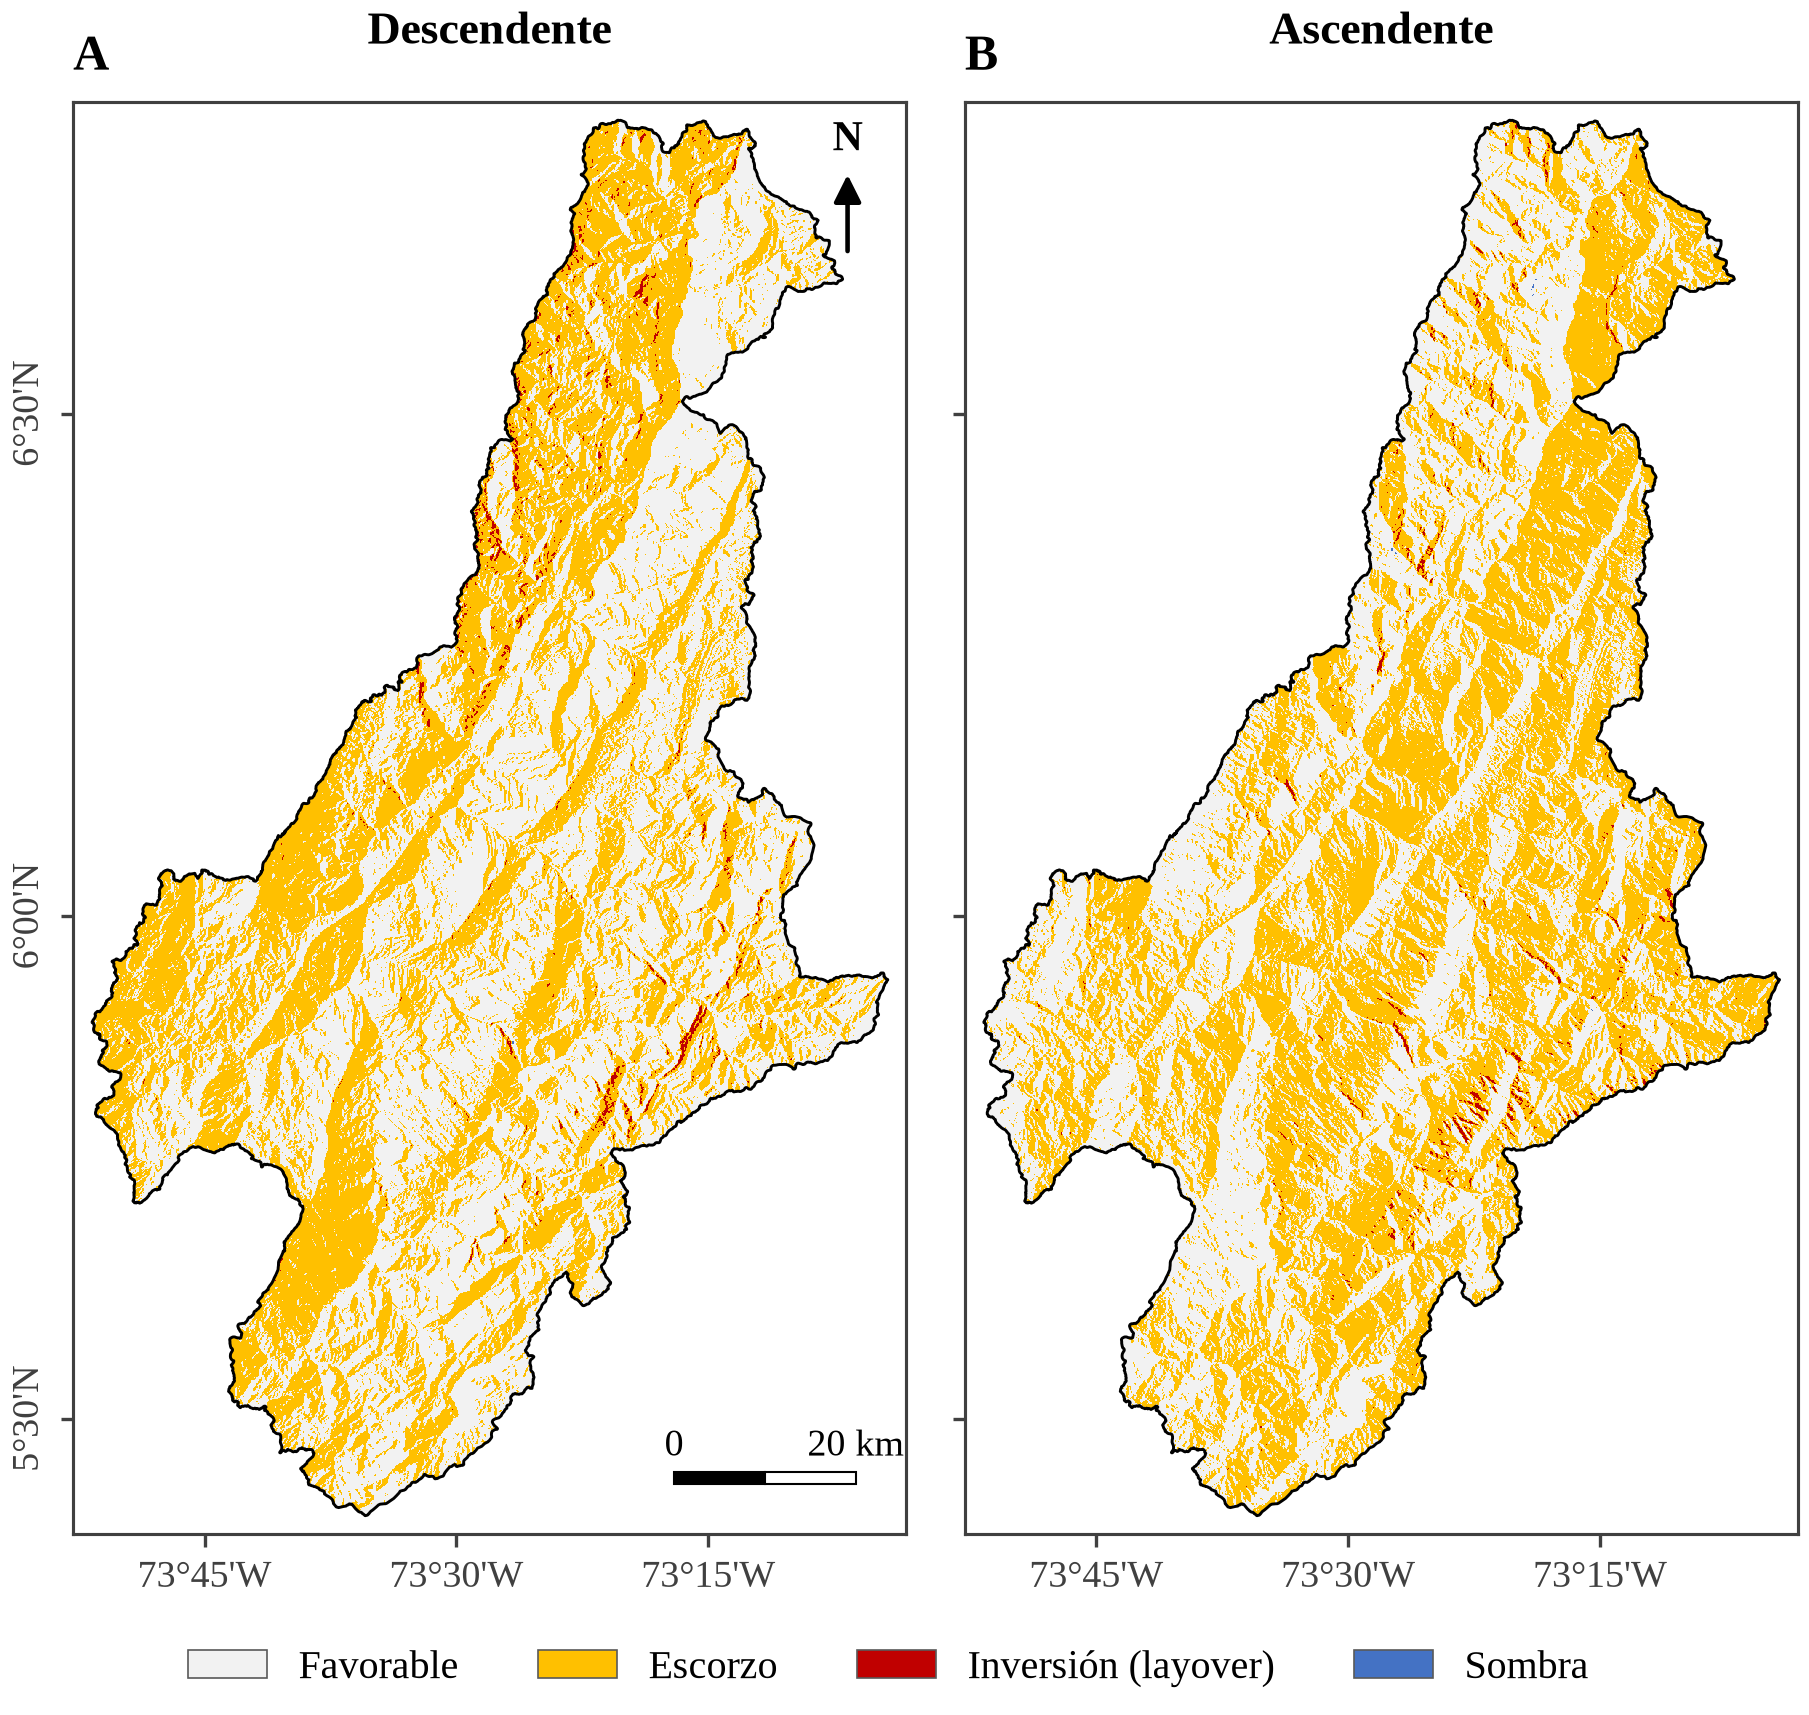 Descendente
Ascendente
A
B
N
6°30'N
6°00'N
5°30'N
0 20 km
73°45'W 73°30'W 73°15'W
73°45'W 73°30'W 73°15'W
Favorable Escorzo Inversión (layover) Sombra